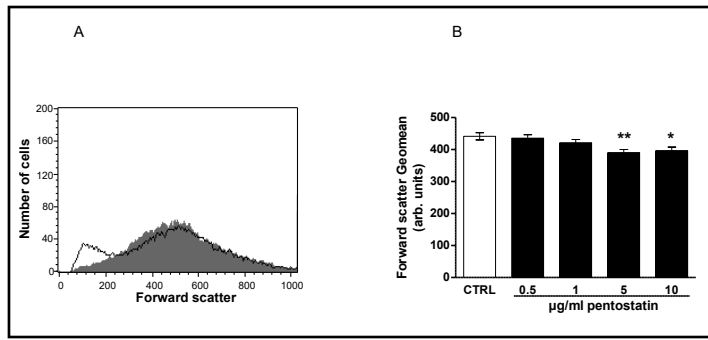 A
B
200
160
120
80
40
0
Number of cells
0 200 400 600 800 1000
Forward scatter
500
400
300
200
100
0
Forward scatter Geomean
(arb. units)
** *
CTRL 0.5 1 5 10
µg/ml pentostatin